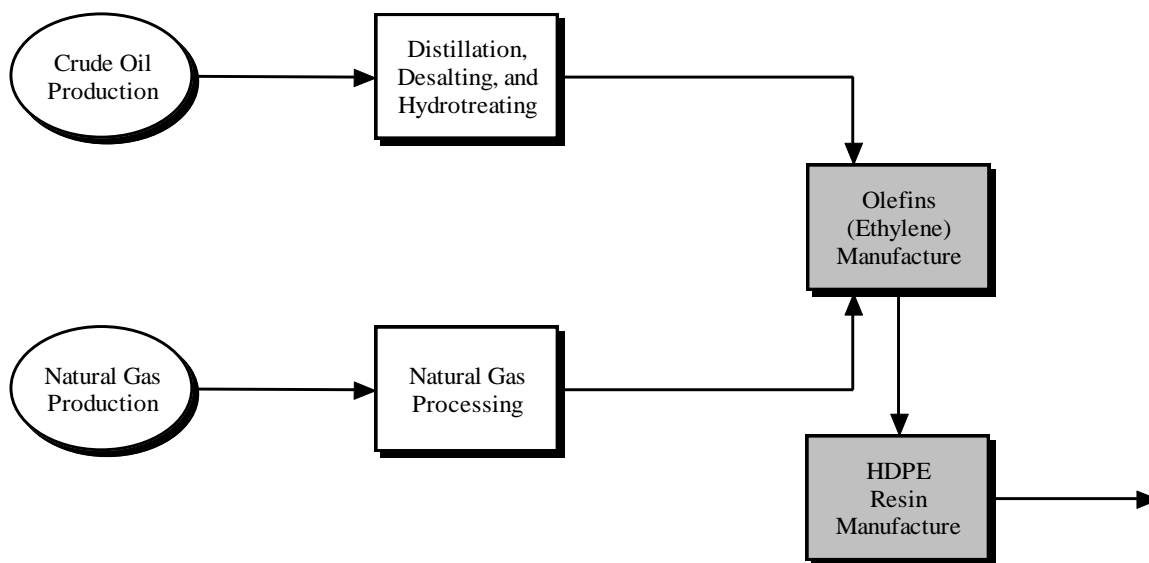 Crude Oil
Production
Distillation,
Desalting, and
Hydrotreating
Olefins
(Ethylene)
Manufacture
Natural Gas
Production
Natural Gas
Processing
HDPE
Resin
Manufacture